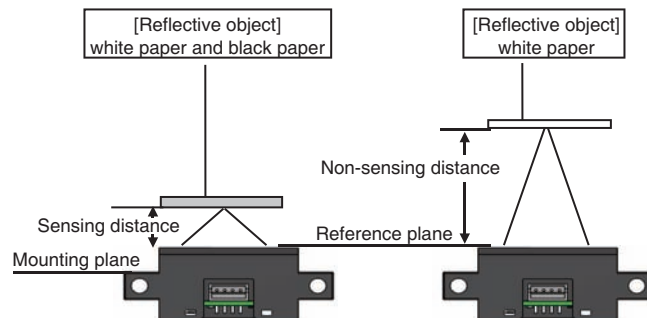 [Reflective object]
white paper and black paper
[Reflective object]
white paper
Non-sensing distance
Sensing distance
Reference plane
Mounting plane